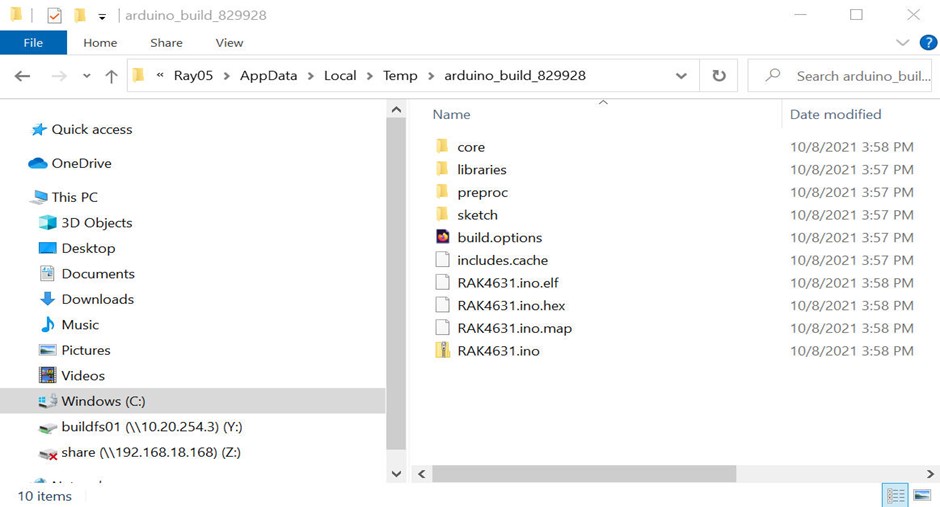 arduino_build_829928
File Home Share View
« Ray05 > AppData > Local > Temp > arduino_build_829928
Search arduino_buil...
Quick access
OneDrive
This PC
3D Objects
Desktop
Documents
Downloads
Music
Pictures
Videos
Windows (C:)
buildfs01 (\\10.20.254.3) (Y:)
share (\\192.168.18.168) (Z:)
Name Date modified
core 10/8/2021 3:58 PM
libraries 10/8/2021 3:57 PM
preproc 10/8/2021 3:57 PM
sketch 10/8/2021 3:57 PM
build.options 10/8/2021 3:57 PM
includes.cache 10/8/2021 3:57 PM
RAK4631.ino.elf 10/8/2021 3:58 PM
RAK4631.ino.hex 10/8/2021 3:58 PM
RAK4631.ino.map 10/8/2021 3:58 PM
RAK4631.ino 10/8/2021 3:58 PM
10 items